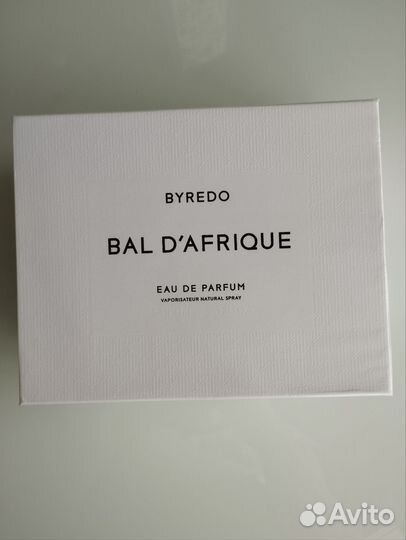 BYREDO
BAL D'AFRIQUE
EAU DE PARFUM
VAPORISATEUR NATURAL SPRAY
Avito